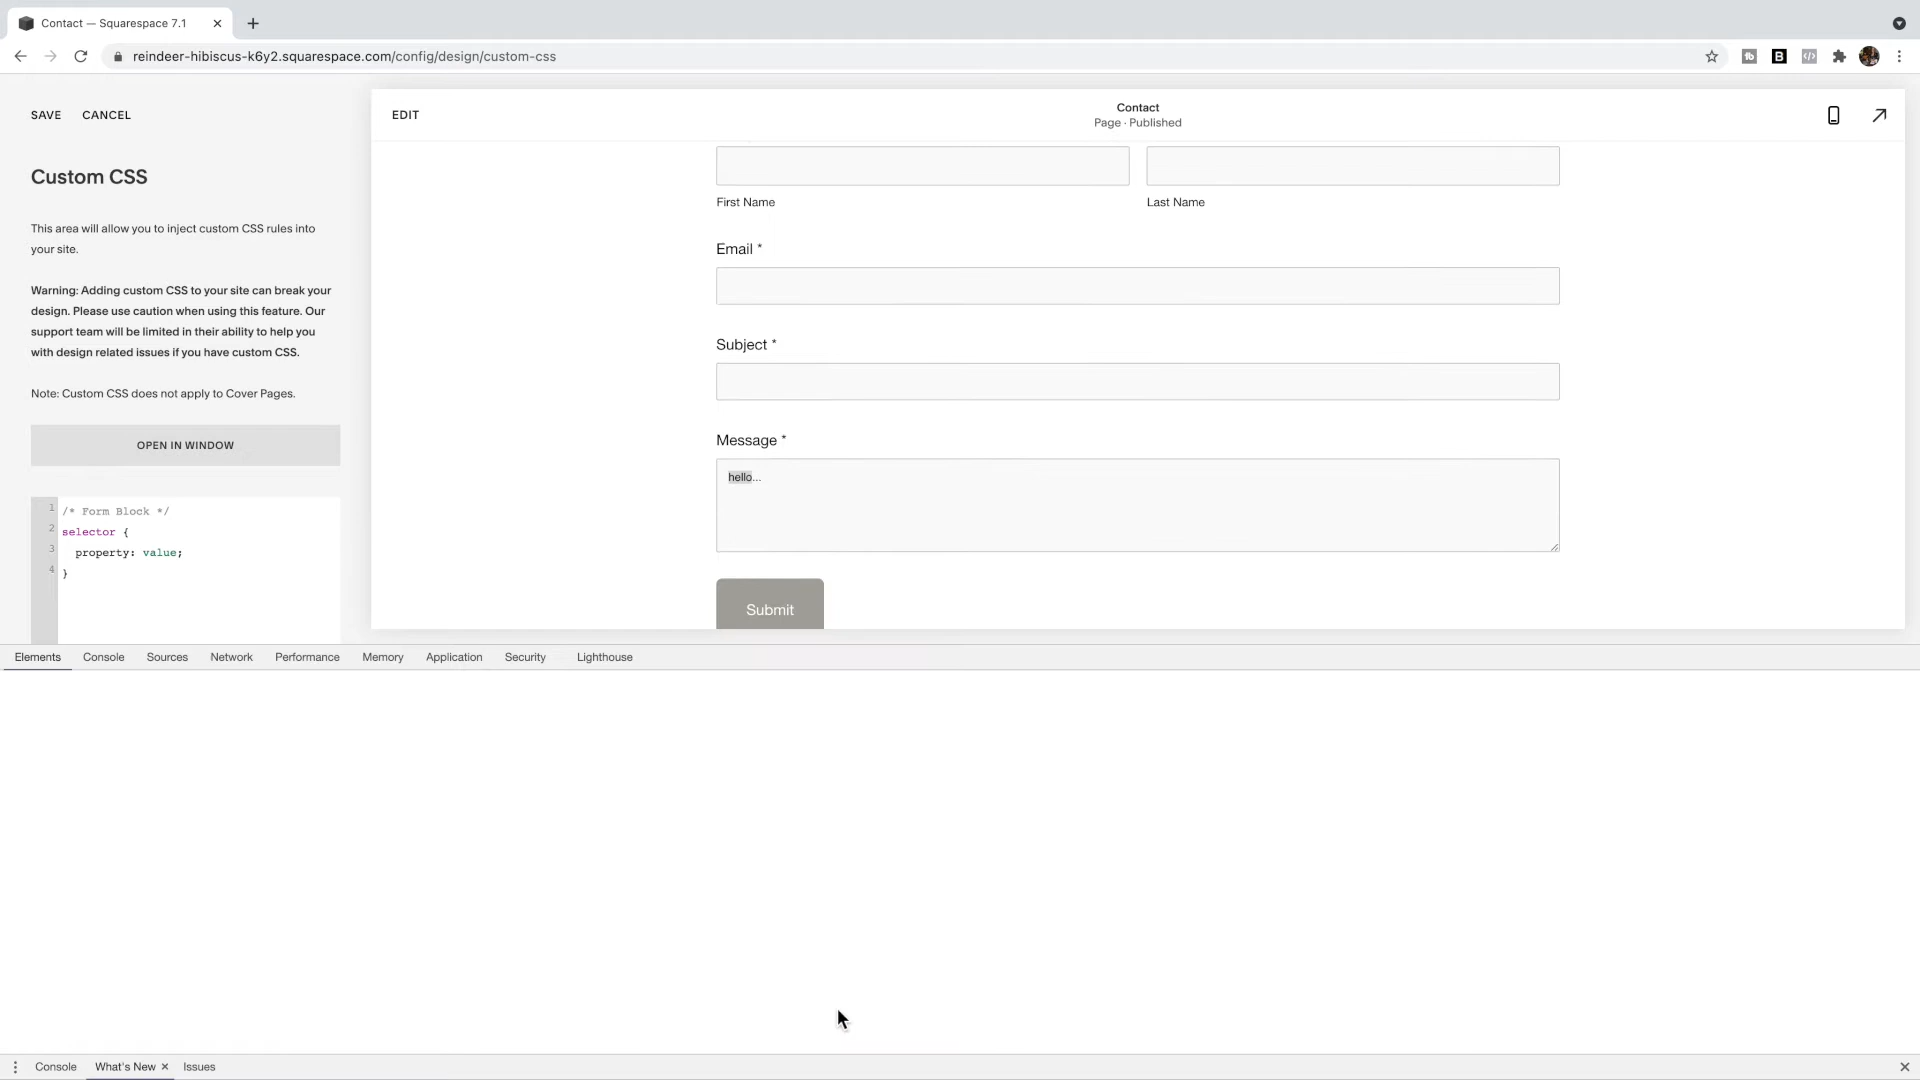 Contact — Squarespace 7.1
reindeer-hibiscus-k6y2.squarespace.com/config/design/custom-css
SAVE CANCEL
EDIT
Contact
Page · Published
Custom CSS
This area will allow you to inject custom CSS rules into
your site.
Warning: Adding custom CSS to your site can break your
design. Please use caution when using this feature. Our
support team will be limited in their ability to help you
with design related issues if you have custom CSS.
Note: Custom CSS does not apply to Cover Pages.
OPEN IN WINDOW
1 /* Form Block */
2 selector {
3 property: value;
4 }
First Name Last Name
Email *
Subject *
Message *
hello...
Submit
Elements Console Sources Network Performance Memory Application Security Lighthouse
Console What's New Issues